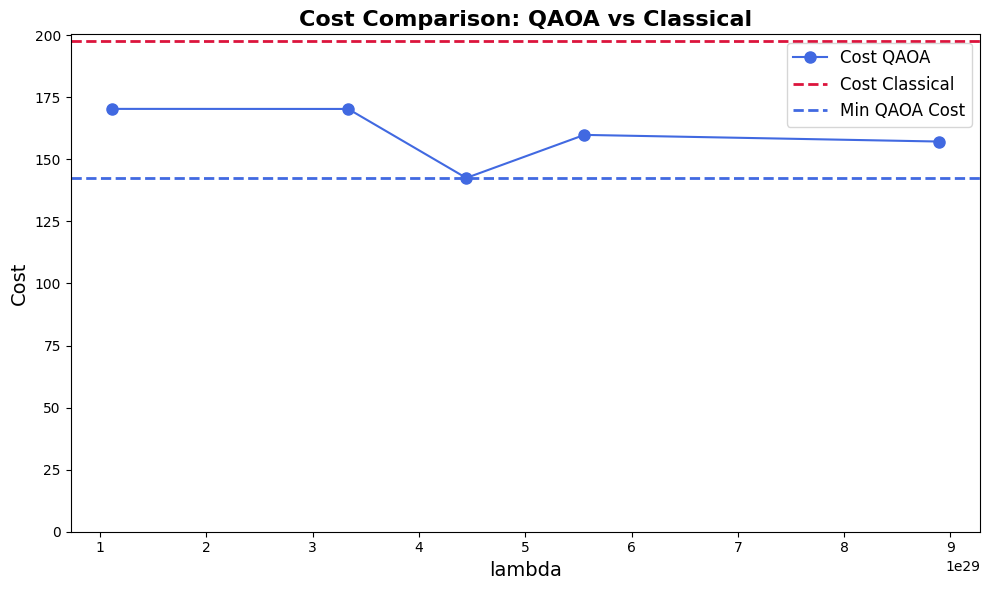 Cost Comparison: QAOA vs Classical
Cost QAOA
Cost Classical
Min QAOA Cost
200
175
150
125
100
75
50
25
0
Cost
1 2 3 4 5 6 7 8 9
1e29
lambda